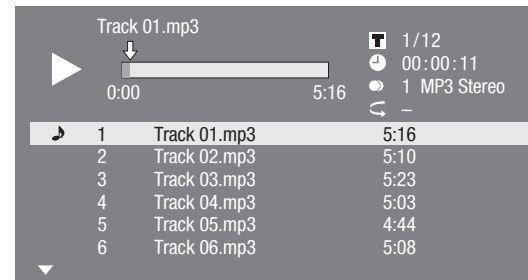 Track 01.mp3
T 1/12
00:00:11
0:00 5:16
1 MP3 Stereo
–
1 Track 01.mp3 5:16
2 Track 02.mp3 5:10
3 Track 03.mp3 5:23
4 Track 04.mp3 5:03
5 Track 05.mp3 4:44
6 Track 06.mp3 5:08